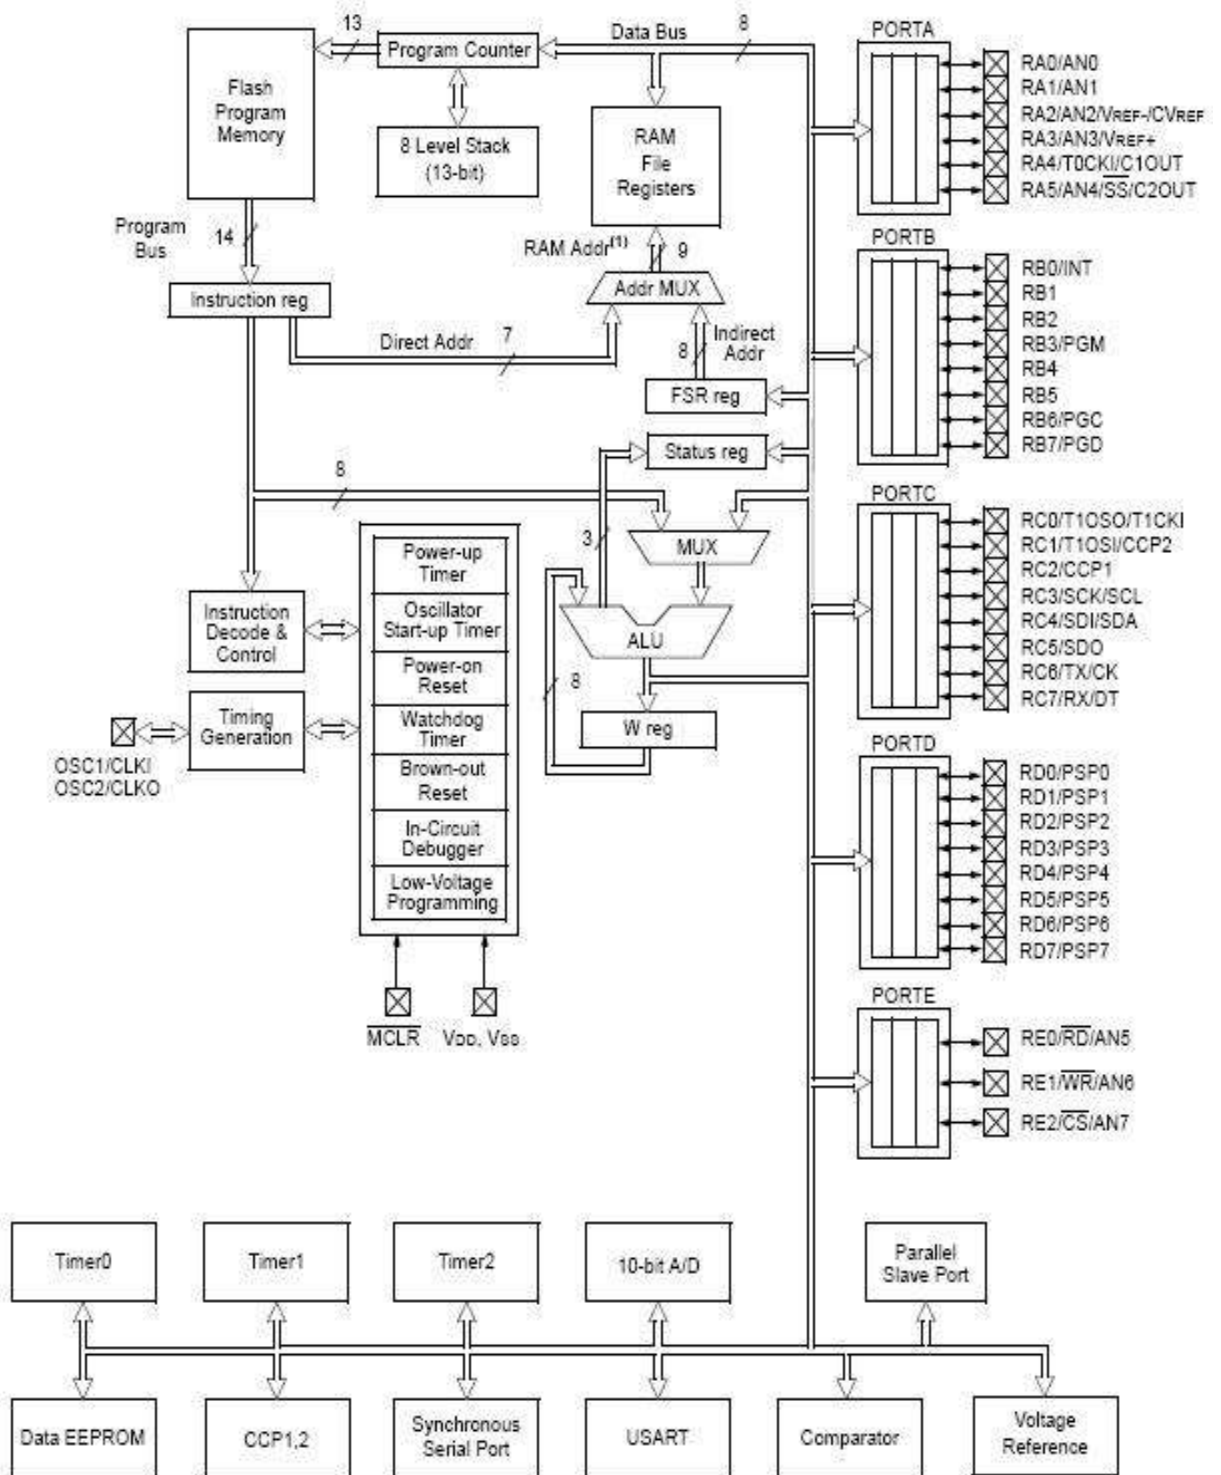 13
Program Counter
Data Bus
8
Flash
Program
Memory
8 Level Stack
(13-bit)
RAM
File
Registers
Program
Bus
14
RAM Addr(1)
9
Addr MUX
Instruction reg
Direct Addr
7
8
Indirect
Addr
FSR reg
Status reg
8
3
MUX
ALU
8
W reg
Instruction
Decode &
Control
Timing
Generation
OSC1/CLKI
OSC2/CLKO
Power-up
Timer
Oscillator
Start-up Timer
Power-on
Reset
Watchdog
Timer
Brown-out
Reset
In-Circuit
Debugger
Low-Voltage
Programming
MCLR
VDD, VSS
PORTA
RA0/AN0
RA1/AN1
RA2/AN2/VREF-/CVREF
RA3/AN3/VREF+
RA4/T0CKI/C1OUT
RA5/AN4/SS/C2OUT
PORTB
RB0/INT
RB1
RB2
RB3/PGM
RB4
RB5
RB6/PGC
RB7/PGD
PORTC
RC0/T1OSO/T1CKI
RC1/T1OSI/CCP2
RC2/CCP1
RC3/SCK/SCL
RC4/SDI/SDA
RC5/SDO
RC6/TX/CK
RC7/RX/DT
PORTD
RD0/PSP0
RD1/PSP1
RD2/PSP2
RD3/PSP3
RD4/PSP4
RD5/PSP5
RD6/PSP6
RD7/PSP7
PORTE
RE0/RD/AN5
RE1/WR/AN6
RE2/CS/AN7
Timer0
Timer1
Timer2
10-bit A/D
Parallel
Slave Port
Data EEPROM
CCP1,2
Synchronous
Serial Port
USART
Comparator
Voltage
Reference